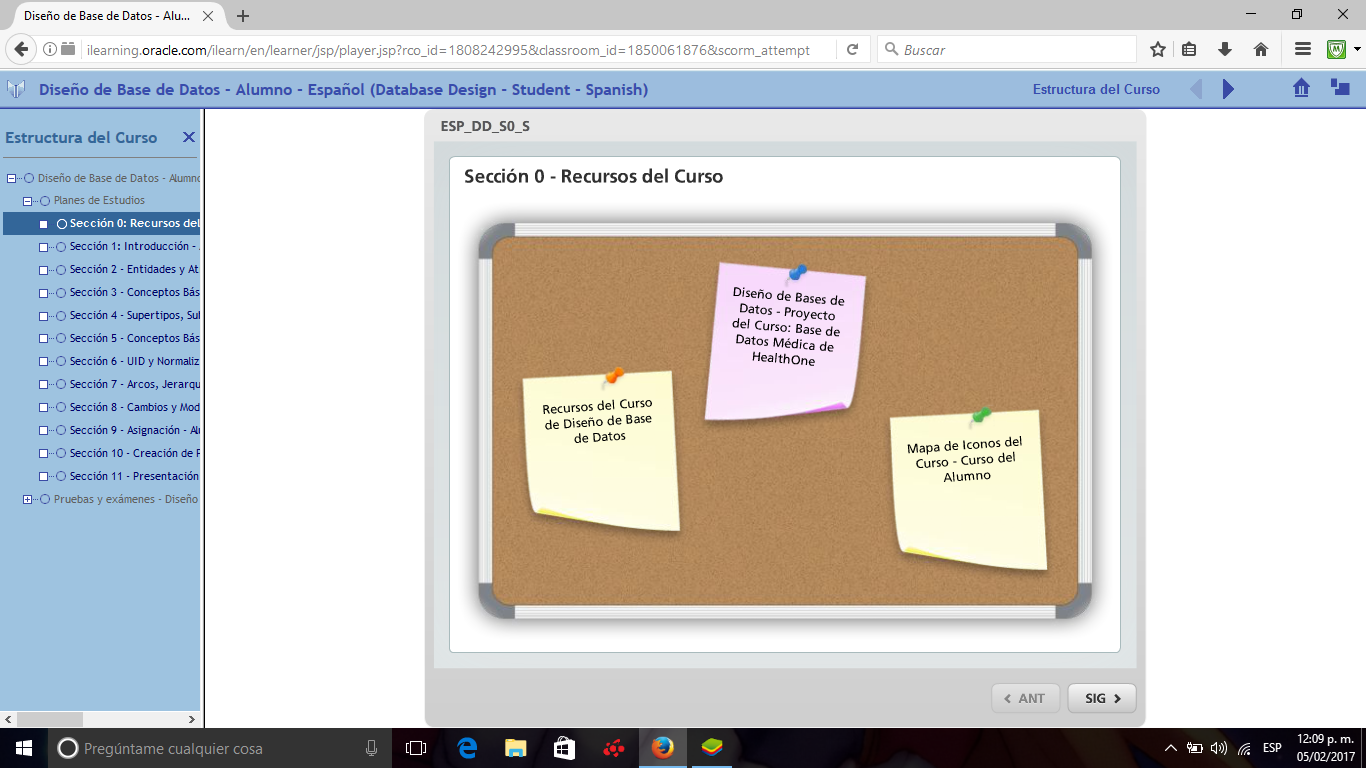 Diseño de Base de Datos - Alu...
ilearning.oracle.com/ilearn/en/learner/jsp/player.jsp?rco_id=1808242995&classroom_id=1850061876&scorm_attempt
Buscar
Diseño de Base de Datos - Alumno - Español (Database Design - Student - Spanish)
Estructura del Curso
Estructura del Curso
Diseño de Base de Datos - Alumno
Planes de Estudios
Sección 0: Recursos del
Sección 1: Introducción -
Sección 2 - Entidades y At
Sección 3 - Conceptos Bás
Sección 4 - Supertipos, Sul
Sección 5 - Conceptos Bás
Sección 6 - UID y Normaliz
Sección 7 - Arcos, Jerarqu
Sección 8 - Cambios y Mod
Sección 9 - Asignación - Al
Sección 10 - Creación de P
Sección 11 - Presentación
Pruebas y exámenes - Diseño
ESP_DD_S0_S
Sección 0 - Recursos del Curso
Diseño de Bases de
Datos - Proyecto
del Curso: Base de
Datos Médica de
HealthOne
Recursos del Curso
de Diseño de Base
de Datos
Mapa de Iconos del
Curso - Curso del
Alumno
ANT
SIG
Pregúntame cualquier cosa
ESP
12:09 p. m.
05/02/2017